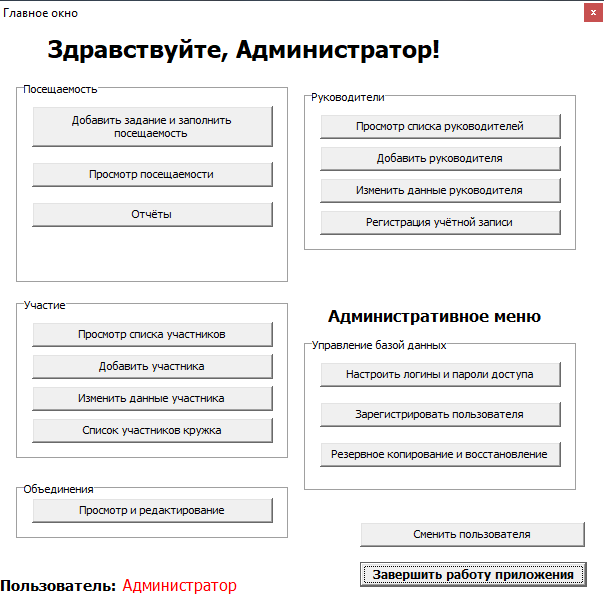 Главное окно
Здравствуйте, Администратор!
Посещаемость
Добавить задание и заполнить
посещаемость
Просмотр посещаемости
Отчёты
Руководители
Просмотр списка руководителей
Добавить руководителя
Изменить данные руководителя
Регистрация учётной записи
Участие
Просмотр списка участников
Добавить участника
Изменить данные участника
Список участников кружка
Административное меню
Управление базой данных
Настроить логины и пароли доступа
Зарегистрировать пользователя
Резервное копирование и восстановление
Объединения
Просмотр и редактирование
Сменить пользователя
Завершить работу приложения
Пользователь: Администратор